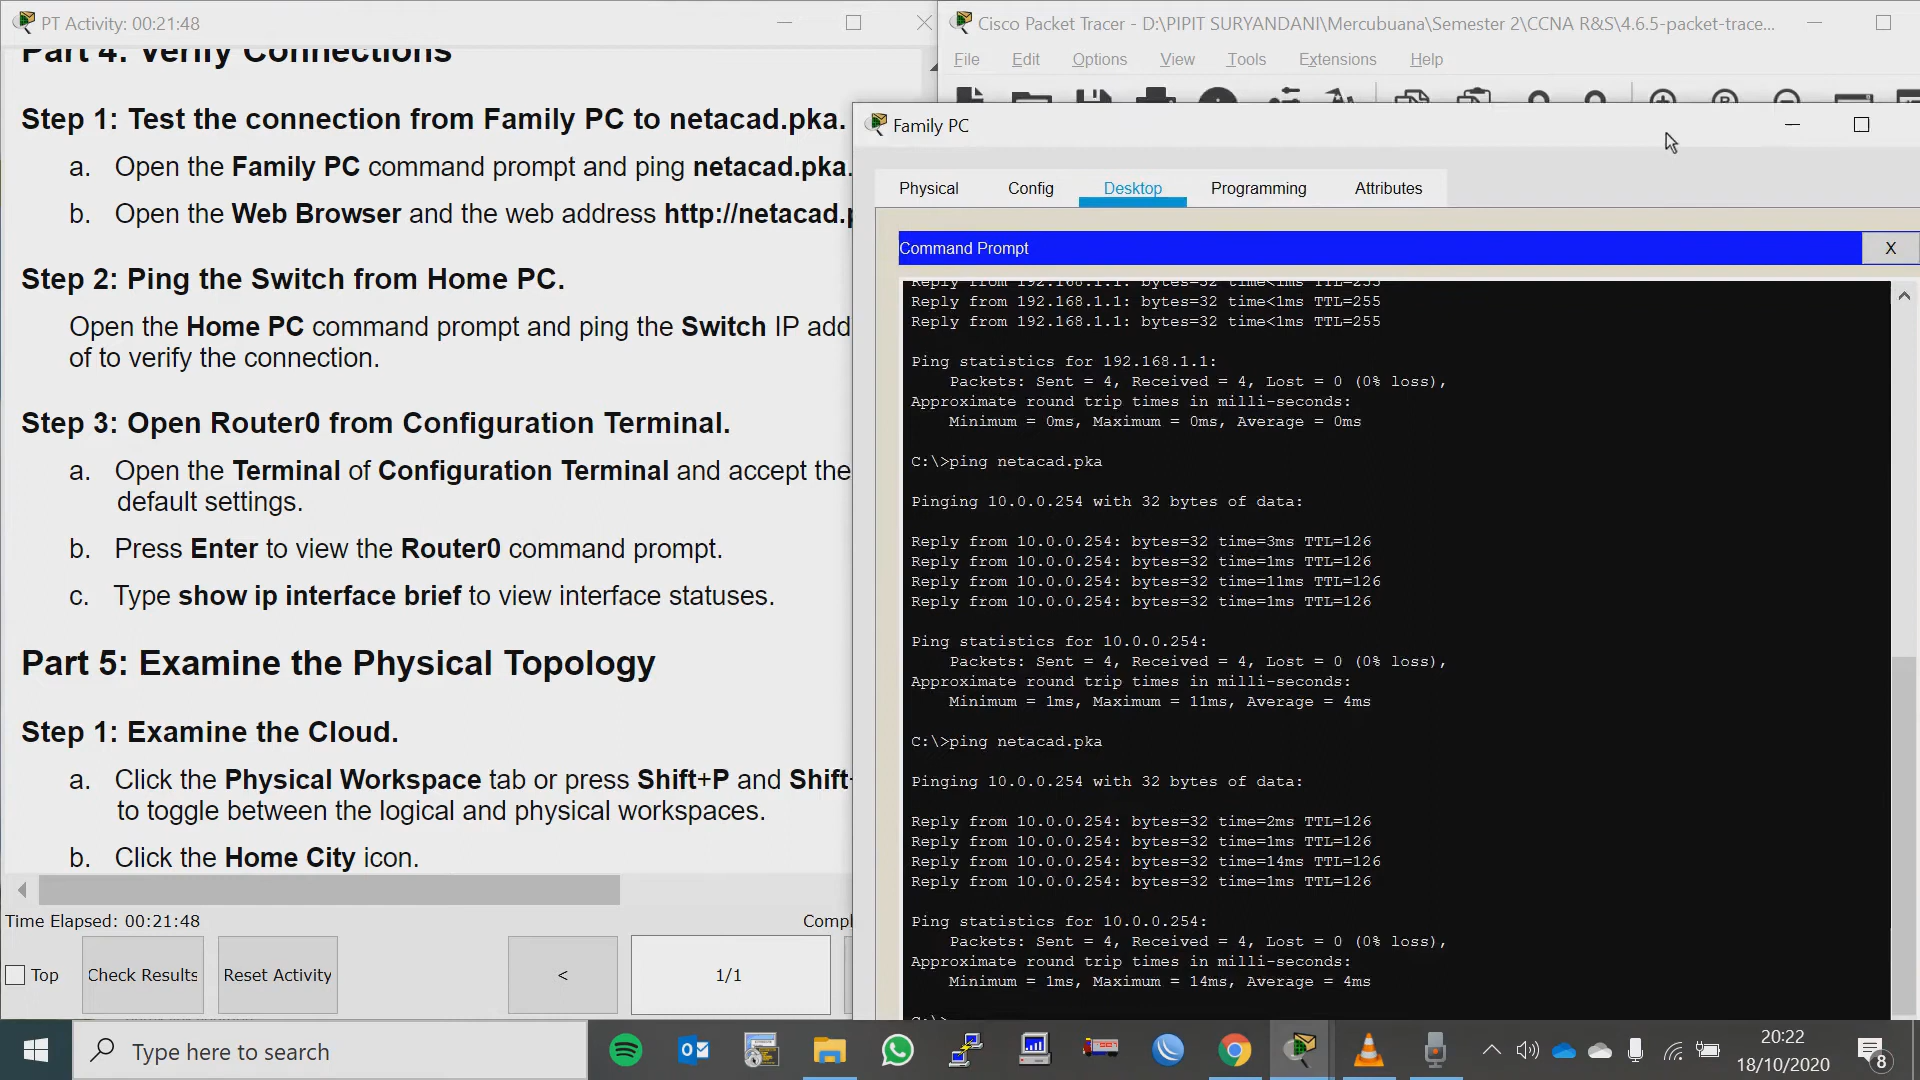 PT Activity: 00:21:48
Part 4: Verify Connections
Step 1: Test the connection from Family PC to netacad.pka.
a. Open the Family PC command prompt and ping netacad.pka.
b. Open the Web Browser and the web address http://netacad.p
Step 2: Ping the Switch from Home PC.
Open the Home PC command prompt and ping the Switch IP add
of to verify the connection.
Step 3: Open Router0 from Configuration Terminal.
a. Open the Terminal of Configuration Terminal and accept the
default settings.
b. Press Enter to view the Router0 command prompt.
c. Type show ip interface brief to view interface statuses.
Part 5: Examine the Physical Topology
Step 1: Examine the Cloud.
a. Click the Physical Workspace tab or press Shift+P and Shift
to toggle between the logical and physical workspaces.
b. Click the Home City icon.
Time Elapsed: 00:21:48
Compl
Top
Check Results
Reset Activity
<
1/1
Cisco Packet Tracer - D:\PIPIT SURYANDANI\Mercubuana\Semester 2\CCNA R&S\4.6.5-packet-trace...
File Edit Options View Tools Extensions Help
Family PC
Physical Config Desktop Programming Attributes
Command Prompt
X
Reply from 192.168.1.1: bytes=32 time<1ms TTL=255
Reply from 192.168.1.1: bytes=32 time<1ms TTL=255
Reply from 192.168.1.1: bytes=32 time<1ms TTL=255
Ping statistics for 192.168.1.1:
Packets: Sent = 4, Received = 4, Lost = 0 (0% loss),
Approximate round trip times in milli-seconds:
Minimum = 0ms, Maximum = 0ms, Average = 0ms
C:\>ping netacad.pka
Pinging 10.0.0.254 with 32 bytes of data:
Reply from 10.0.0.254: bytes=32 time=3ms TTL=126
Reply from 10.0.0.254: bytes=32 time=1ms TTL=126
Reply from 10.0.0.254: bytes=32 time=11ms TTL=126
Reply from 10.0.0.254: bytes=32 time=1ms TTL=126
Ping statistics for 10.0.0.254:
Packets: Sent = 4, Received = 4, Lost = 0 (0% loss),
Approximate round trip times in milli-seconds:
Minimum = 1ms, Maximum = 11ms, Average = 4ms
C:\>ping netacad.pka
Pinging 10.0.0.254 with 32 bytes of data:
Reply from 10.0.0.254: bytes=32 time=2ms TTL=126
Reply from 10.0.0.254: bytes=32 time=1ms TTL=126
Reply from 10.0.0.254: bytes=32 time=14ms TTL=126
Reply from 10.0.0.254: bytes=32 time=1ms TTL=126
Ping statistics for 10.0.0.254:
Packets: Sent = 4, Received = 4, Lost = 0 (0% loss),
Approximate round trip times in milli-seconds:
Minimum = 1ms, Maximum = 14ms, Average = 4ms
C:\>
Type here to search
20:22
18/10/2020
8